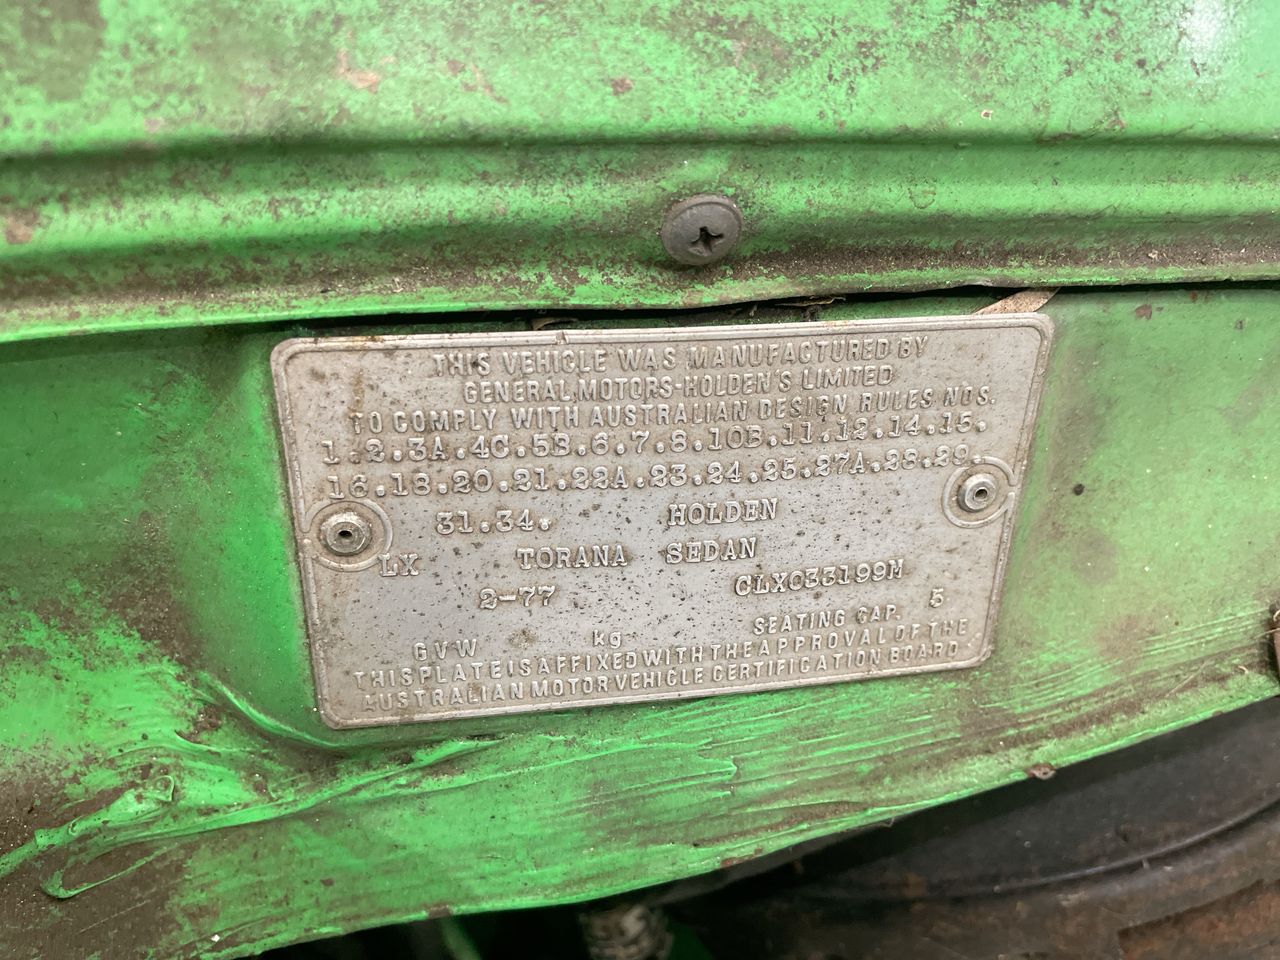 THIS VEHICLE WAS MANUFACTURED BY
GENERAL MOTORS-HOLDEN'S LIMITED
TO COMPLY WITH AUSTRALIAN DESIGN RULES NOS.
1.2.3A.4C.5B.6.7.8.10B.11.12.14.15.
16.18.20.21.22A.23.24.25.27A.28.29.
31.34. HOLDEN
LX TORANA SEDAN
2-77 CLXC33199M
GVW kg SEATING CAP. 5
THIS PLATE IS AFFIXED WITH THE APPROVAL OF THE
AUSTRALIAN MOTOR VEHICLE CERTIFICATION BOARD